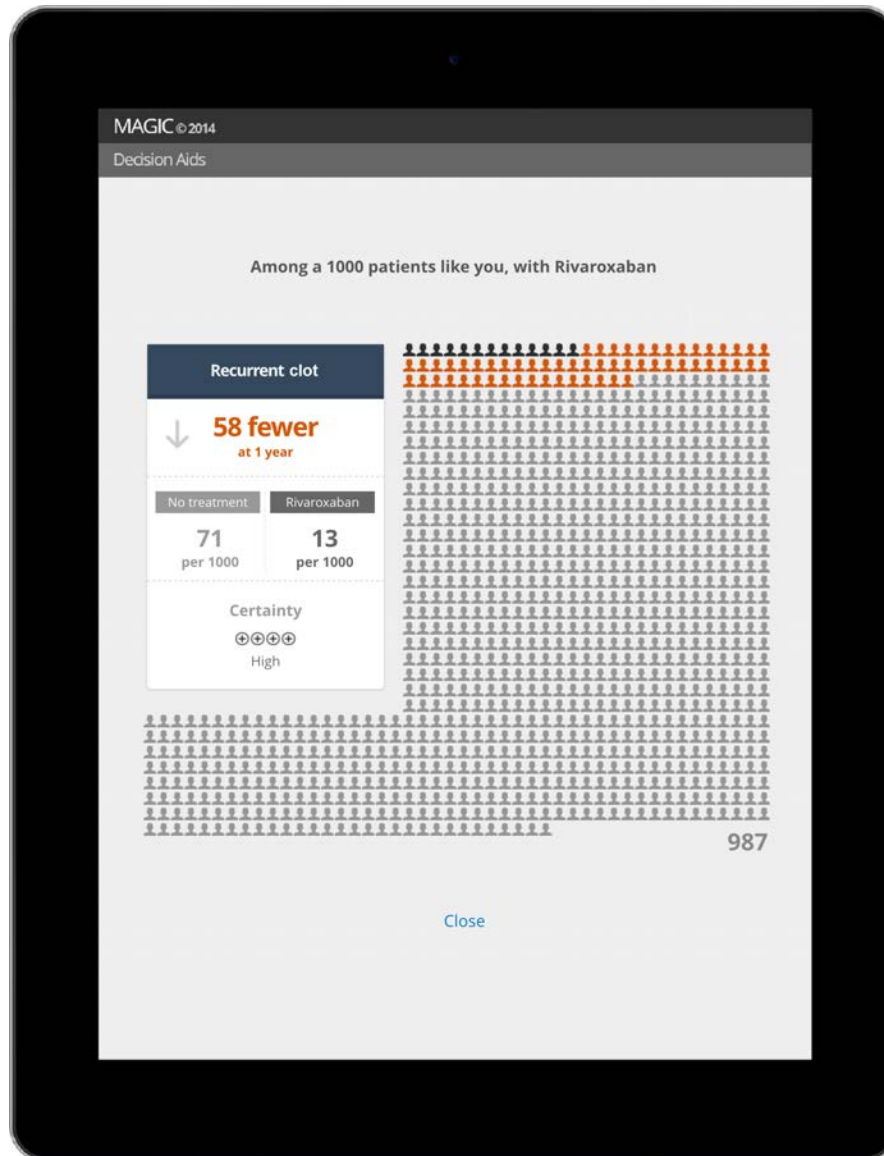 MAGIC © 2014
Decision Aids
Among a 1000 patients like you, with Rivaroxaban
Recurrent clot
58 fewer
at 1 year
No treatment Rivaroxaban
71 13
per 1000 per 1000
Certainty
High
987
Close